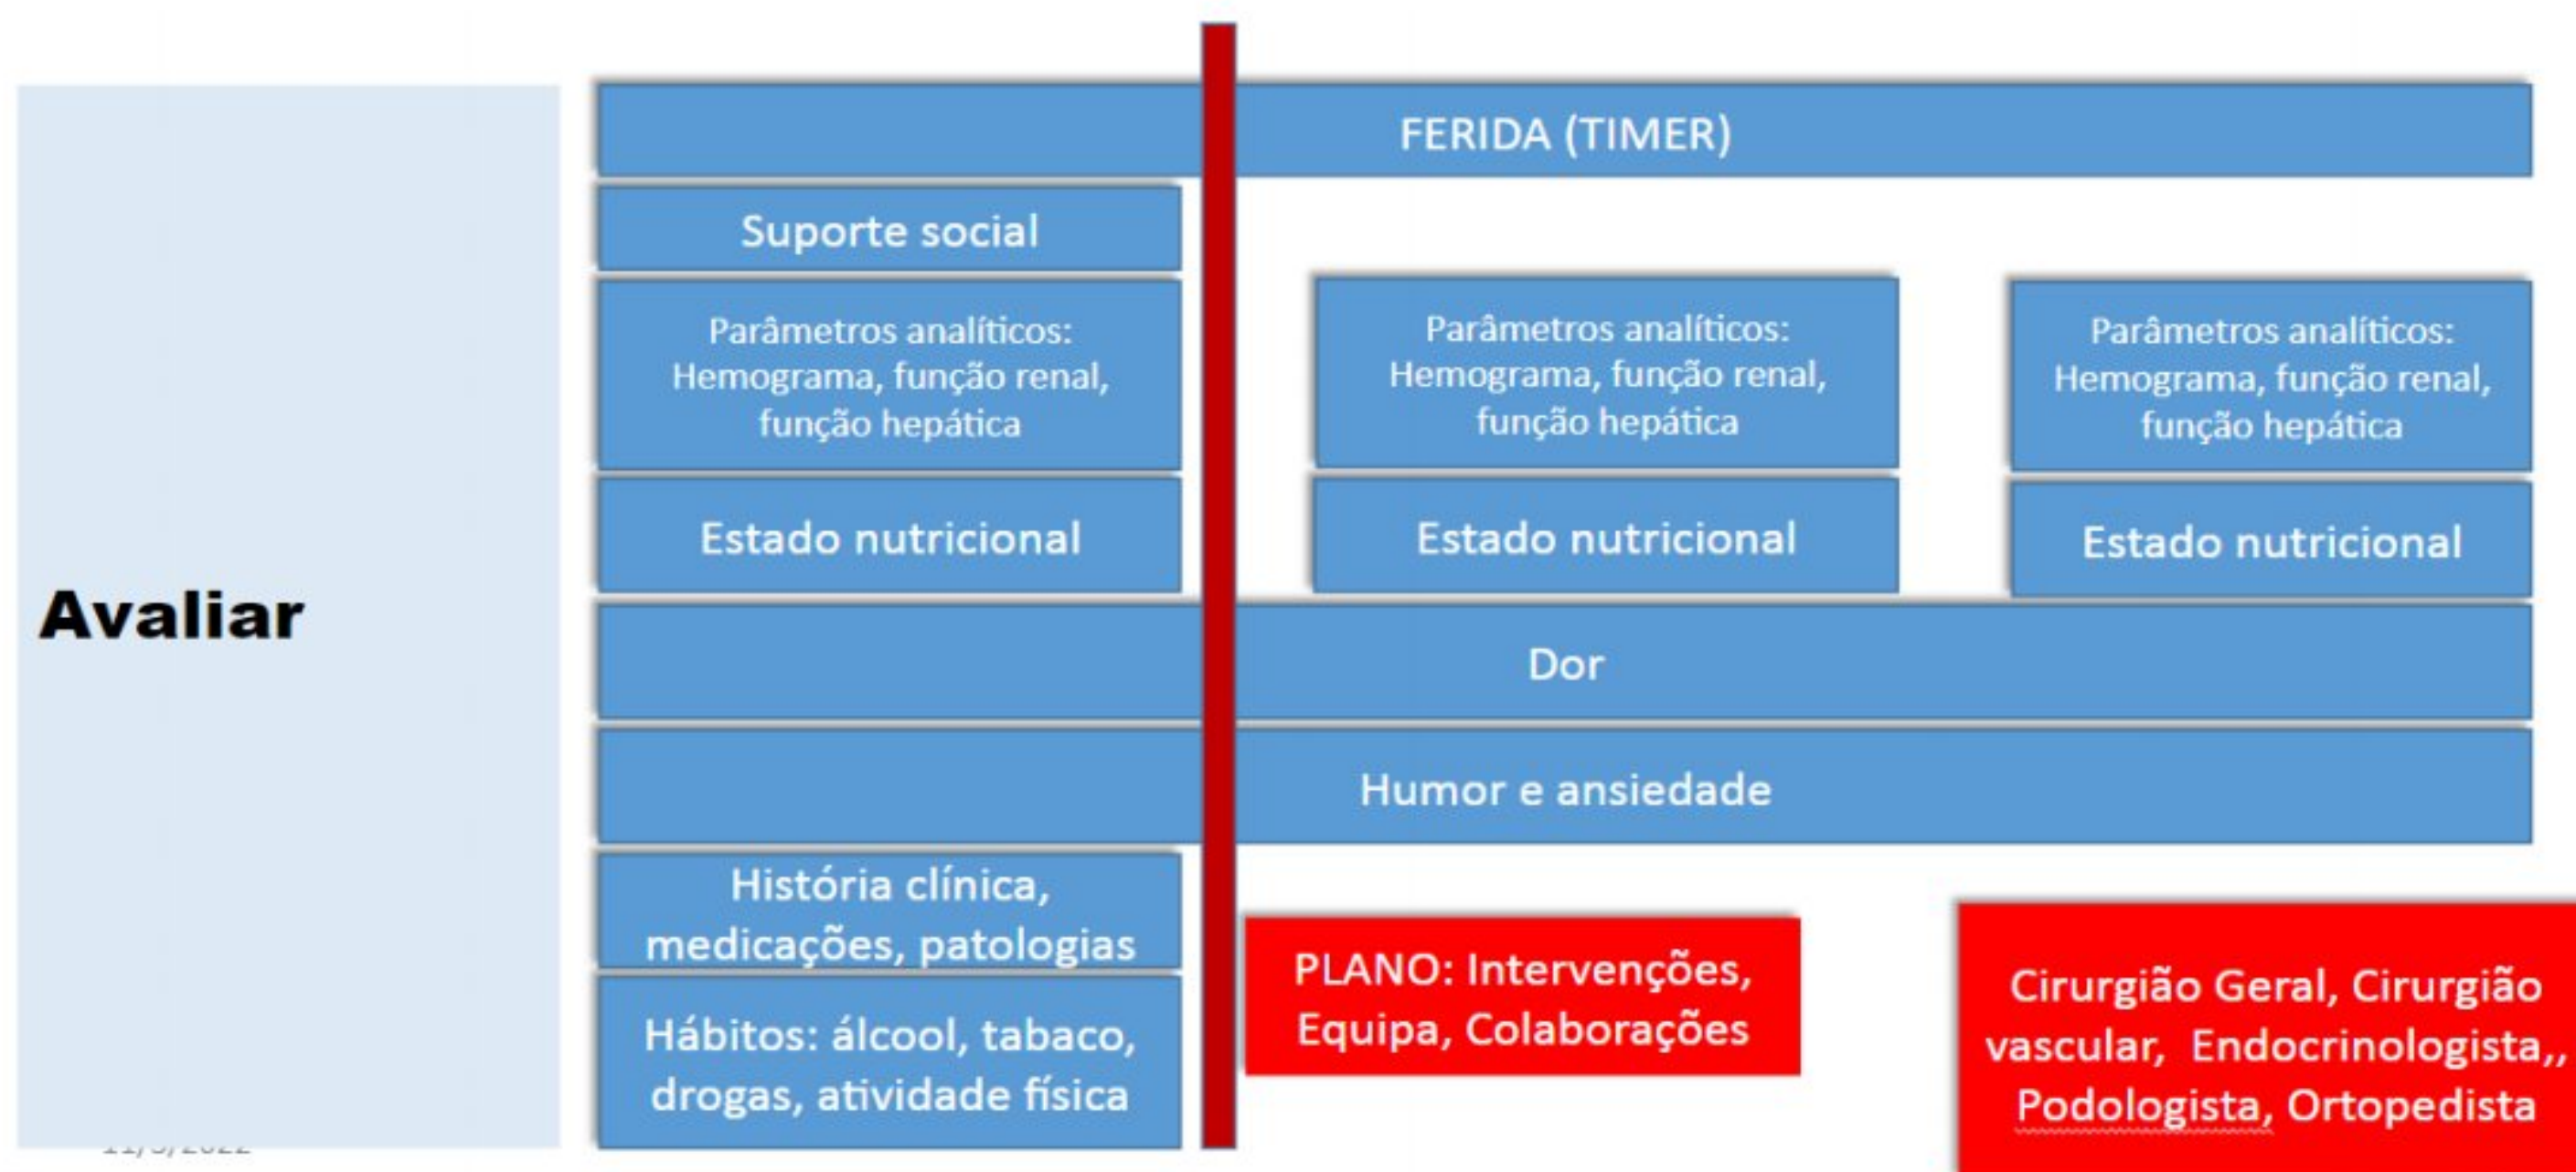 FERIDA (TIMER)
Suporte social
Parâmetros analíticos:
Hemograma, função renal,
função hepática
Parâmetros analíticos:
Hemograma, função renal,
função hepática
Parâmetros analíticos:
Hemograma, função renal,
função hepática
Estado nutricional
Estado nutricional
Estado nutricional
Avaliar
Dor
Humor e ansiedade
História clínica,
medicações, patologias
PLANO: Intervenções,
Equipa, Colaborações
Hábitos: álcool, tabaco,
drogas, atividade física
Cirurgião Geral, Cirurgião
vascular, Endocrinologista,,
Podologista, Ortopedista